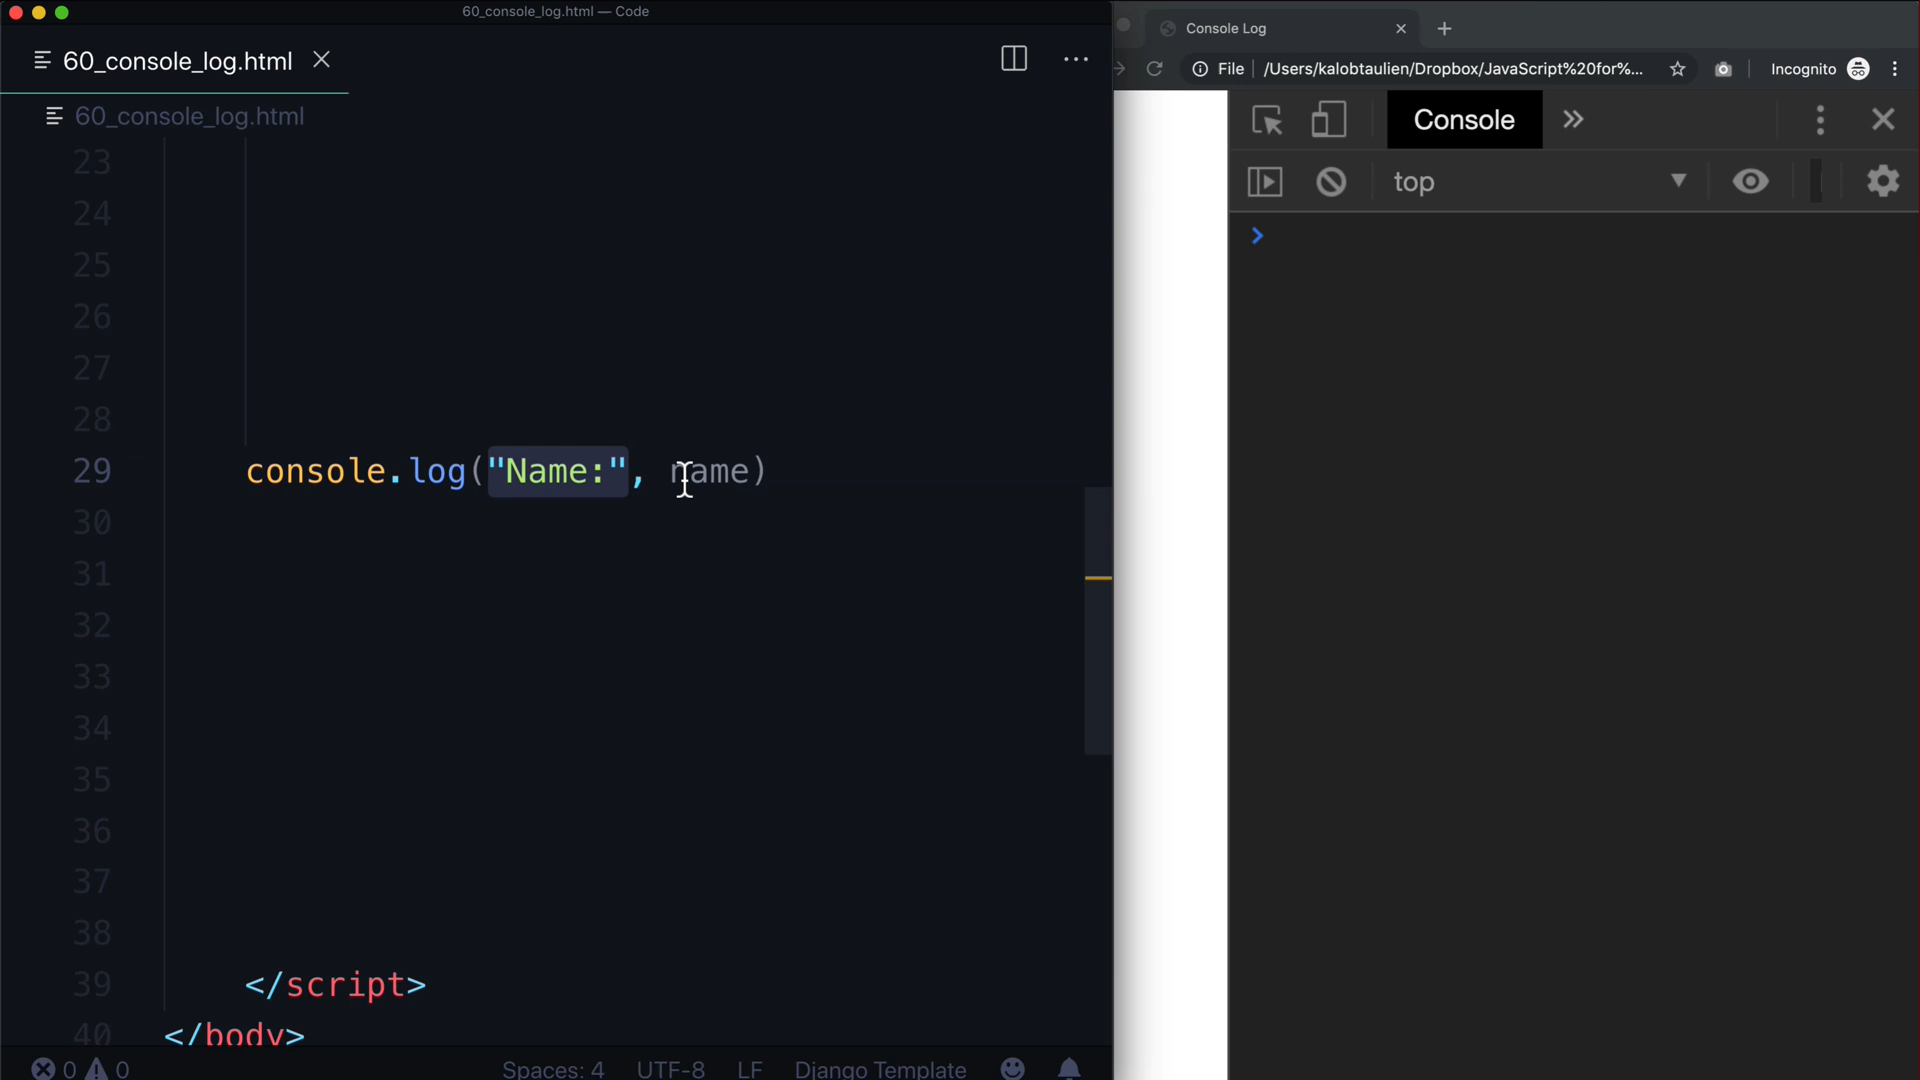 60_console_log.html — Code
60_console_log.html
60_console_log.html
23
24
25
26
27
28
29 console.log("Name:", name)
30
31
32
33
34
35
36
37
38
39 </script>
40 </body>
0 0 Spaces: 4 UTF-8 LF Django Template
Console Log
File /Users/kalobtaulien/Dropbox/JavaScript%20for%... Incognito
Console
top